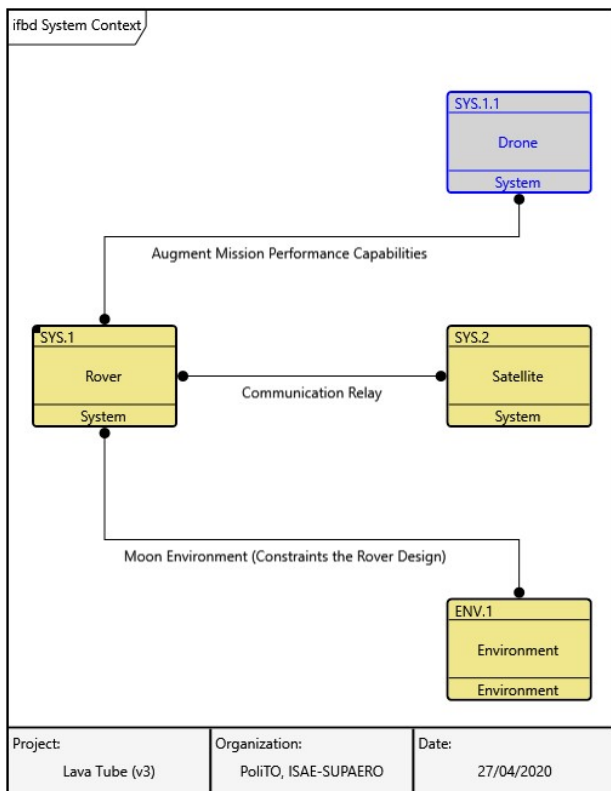 ifbd System Context
SYS.1.1
Drone
System
Augment Mission Performance Capabilities
SYS.1
Rover
System
Communication Relay
SYS.2
Satellite
System
Moon Environment (Constraints the Rover Design)
ENV.1
Environment
Environment
Project:
Lava Tube (v3)
Organization:
PoliTO, ISAE-SUPAERO
Date:
27/04/2020